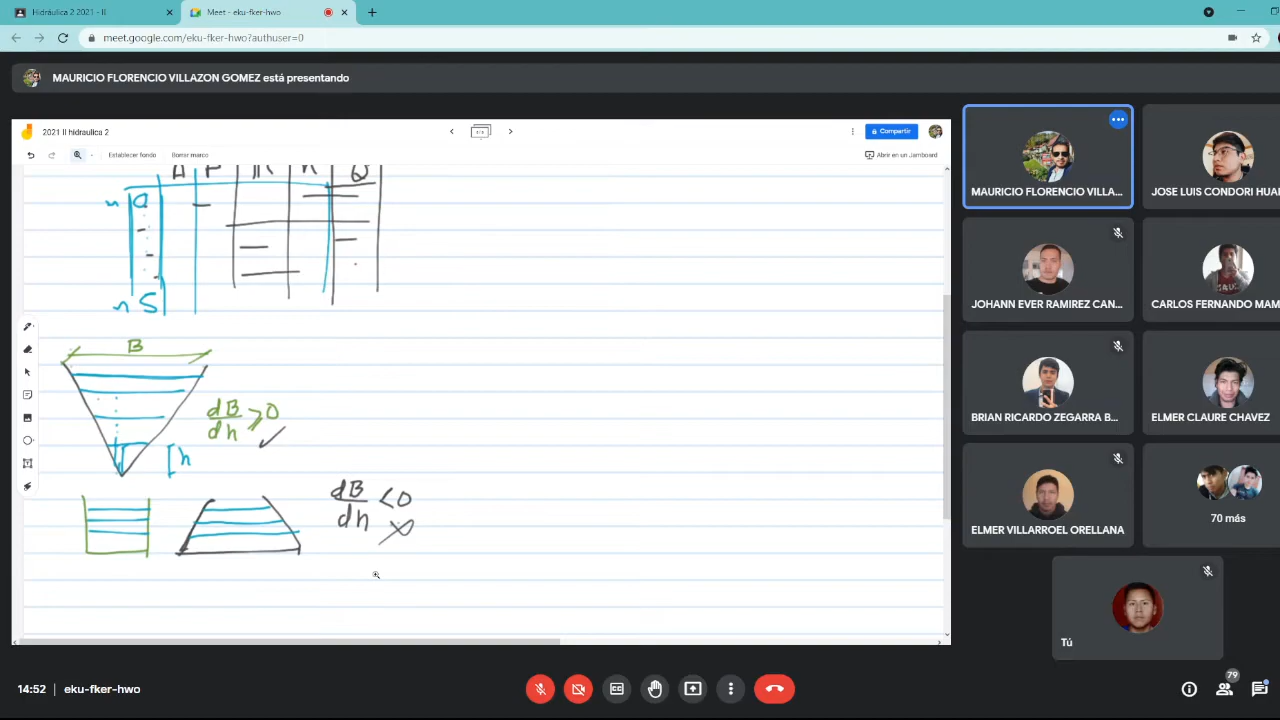 Hidráulica 2 2021 - II
Meet - eku-fker-hwo
meet.google.com/eku-fker-hwo?authuser=0
MAURICIO FLORENCIO VILLAZON GOMEZ está presentando
2021 II hidraulica 2
Compartir
Establecer fondo
Borrar marco
Abrir en un Jamboard
A P R n Q
n a
n S
B
dB/dh ≥ 0 ✓
h
dB/dh < 0
X
MAURICIO FLORENCIO VILLA...
JOSE LUIS CONDORI HUA
JOHANN EVER RAMIREZ CAN...
CARLOS FERNANDO MAM
BRIAN RICARDO ZEGARRA B...
ELMER CLAURE CHAVEZ
ELMER VILLARROEL ORELLANA
70 más
Tú
14:52
eku-fker-hwo
79